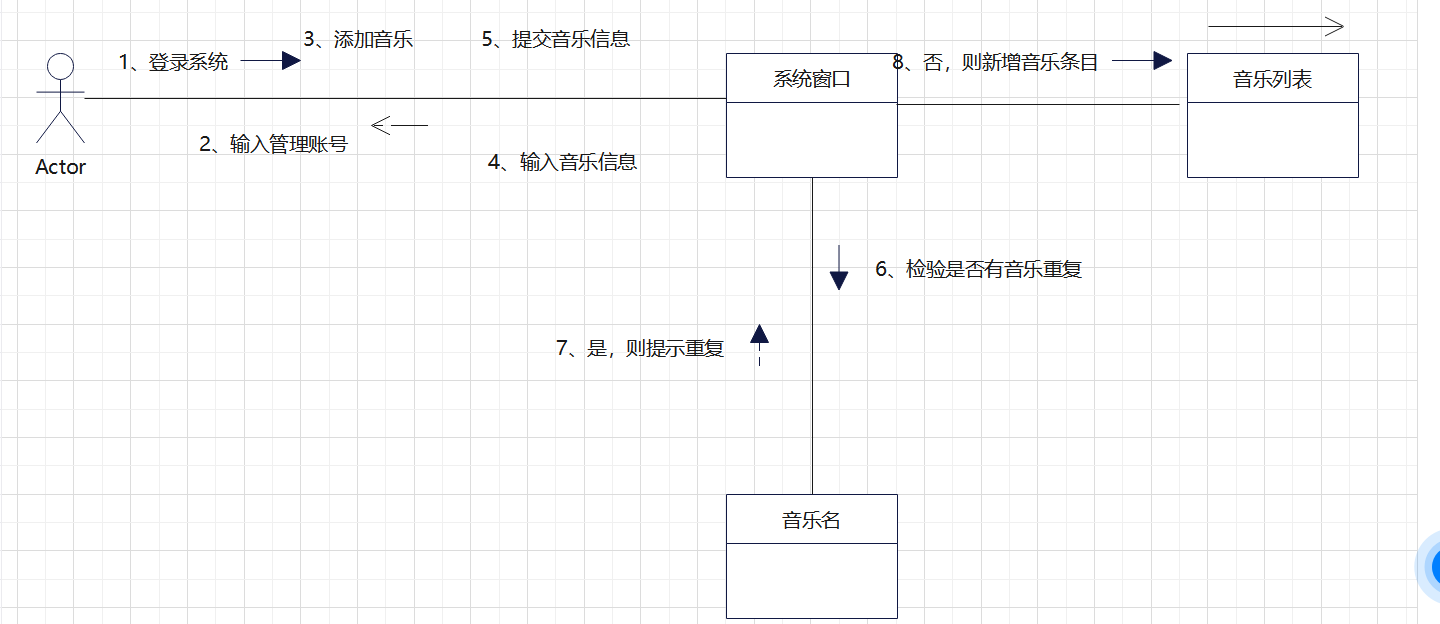 3、添加音乐
5、提交音乐信息
1、登录系统
8、否，则新增音乐条目
系统窗口
音乐列表
2、输入管理账号
4、输入音乐信息
Actor
6、检验是否有音乐重复
7、是，则提示重复
音乐名